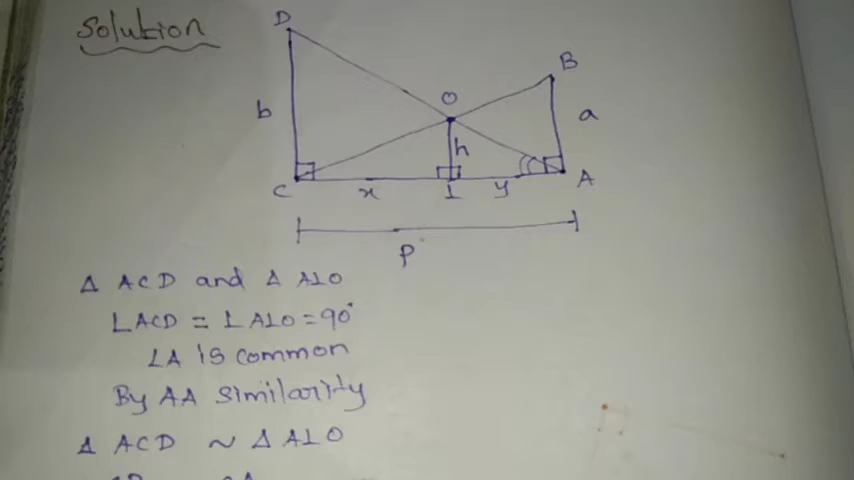 Solution
D
B
O
b
a
h
C
x
L
y
A
P
Δ ACD and Δ ALO
∠ACD = ∠ALO = 90°
∠A is common
By AA similarity
Δ ACD ~ Δ ALO